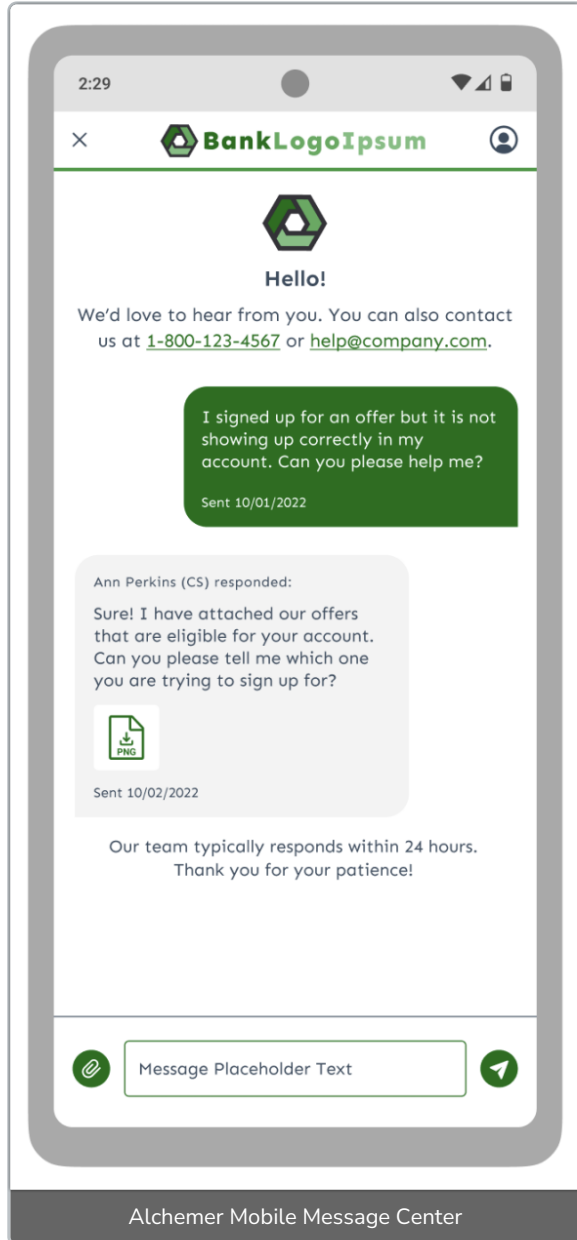 2:29
BankLogoIpsum
Hello!
We’d love to hear from you. You can also contact
us at 1-800-123-4567 or help@company.com.
I signed up for an offer but it is not
showing up correctly in my
account. Can you please help me?
Sent 10/01/2022
Ann Perkins (CS) responded:
Sure! I have attached our offers
that are eligible for your account.
Can you please tell me which one
you are trying to sign up for?
PNG
Sent 10/02/2022
Our team typically responds within 24 hours.
Thank you for your patience!
Message Placeholder Text
Alchemer Mobile Message Center